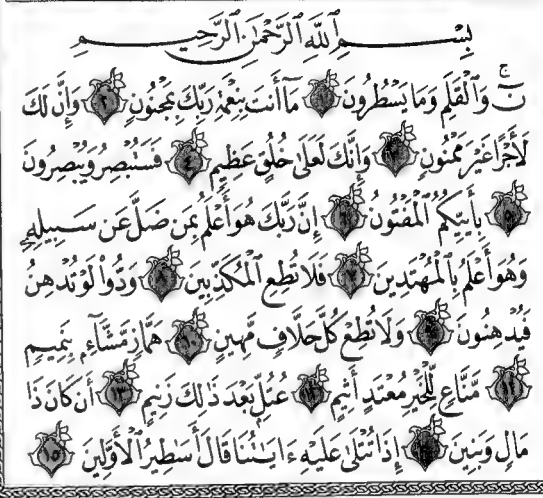 بِسْمِ ٱللَّهِ ٱلرَّحْمَٰنِ ٱلرَّحِيمِ
نٓ ۚ وَٱلْقَلَمِ وَمَا يَسْطُرُونَ ١ مَآ أَنتَ بِنِعْمَةِ رَبِّكَ بِمَجْنُونٍ ٢ وَإِنَّ لَكَ
لَأَجْرًا غَيْرَ مَمْنُونٍ ٣ وَإِنَّكَ لَعَلَىٰ خُلُقٍ عَظِيمٍ ٤ فَسَتُبْصِرُ وَيُبْصِرُونَ
٥ بِأَييِّكُمُ ٱلْمَفْتُونُ ٦ إِنَّ رَبَّكَ هُوَ أَعْلَمُ بِمَن ضَلَّ عَن سَبِيلِهِۦ
وَهُوَ أَعْلَمُ بِٱلْمُهْتَدِينَ ٧ فَلَا تُطِعِ ٱلْمُكَذِّبِينَ ٨ وَدُّوا۟ لَوْ تُدْهِنُ
فَيُدْهِنُونَ ٩ وَلَا تُطِعْ كُلَّ حَلَّافٍ مَّهِينٍ ١٠ هَمَّازٍ مَّشَّآءٍۭ بِنَمِيمٍ
١١ مَّنَّاعٍ لِّلْخَيْرِ مُعْتَدٍ أَثِيمٍ ١٢ عُتُلٍّۭ بَعْدَ ذَٰلِكَ زَنِيمٍ ١٣ أَن كَانَ ذَا
مَالٍ وَبَنِينَ ١٤ إِذَا تُتْلَىٰ عَلَيْهِ ءَايَٰتُنَا قَالَ أَسَٰطِيرُ ٱلْأَوَّلِينَ ١٥